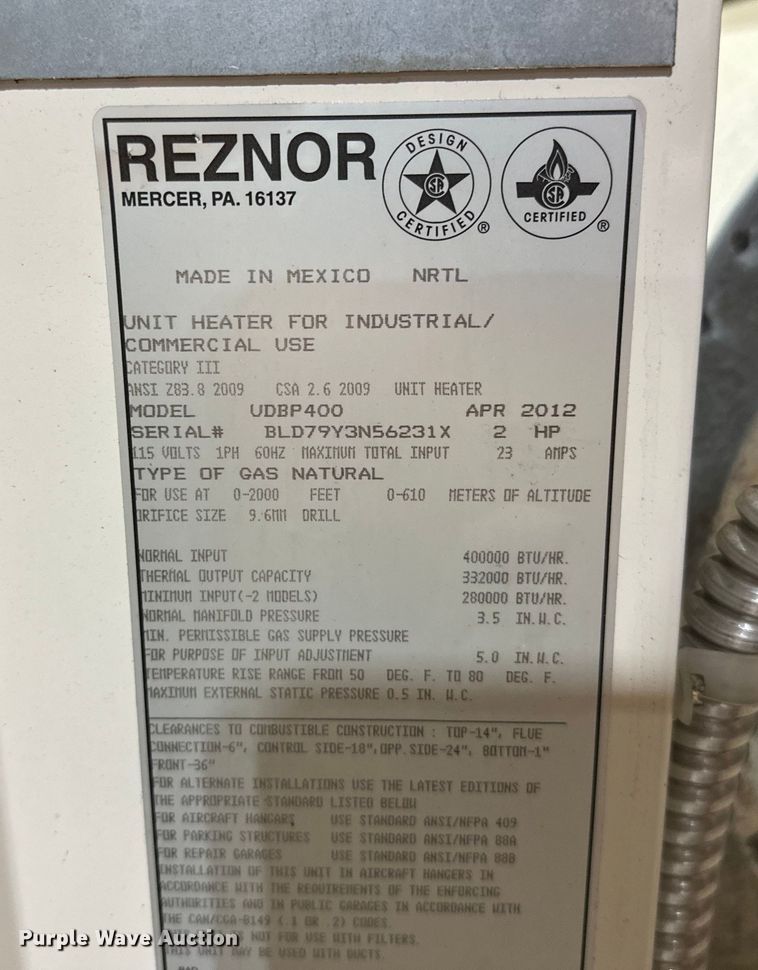 REZNOR
MERCER, PA. 16137
DESIGN CERTIFIED ®
CERTIFIED ®
MADE IN MEXICO NRTL
UNIT HEATER FOR INDUSTRIAL/
COMMERCIAL USE
CATEGORY III
ANSI Z83.8 2009 CSA 2.6 2009 UNIT HEATER
MODEL UDBP400 APR 2012
SERIAL# BLD79Y3N56231X 2 HP
115 VOLTS 1PH 60HZ MAXIMUM TOTAL INPUT 23 AMPS
TYPE OF GAS NATURAL
FOR USE AT 0-2000 FEET 0-610 METERS OF ALTITUDE
ORIFICE SIZE 9.6MM DRILL
NORMAL INPUT 400000 BTU/HR.
THERMAL OUTPUT CAPACITY 332000 BTU/HR.
MINIMUM INPUT(-2 MODELS) 280000 BTU/HR.
NORMAL MANIFOLD PRESSURE 3.5 IN.W.C.
MIN. PERMISSIBLE GAS SUPPLY PRESSURE
FOR PURPOSE OF INPUT ADJUSTMENT 5.0 IN.W.C.
TEMPERATURE RISE RANGE FROM 50 DEG. F. TO 80 DEG. F.
MAXIMUM EXTERNAL STATIC PRESSURE 0.5 IN. W.C.
CLEARANCES TO COMBUSTIBLE CONSTRUCTION : TOP-14", FLUE
CONNECTION-6", CONTROL SIDE-18", OPP. SIDE-24", BOTTOM-1"
FRONT-36"
FOR ALTERNATE INSTALLATIONS USE THE LATEST EDITIONS OF
THE APPROPRIATE STANDARD LISTED BELOW
FOR AIRCRAFT HANGARS USE STANDARD ANSI/NFPA 409
FOR PARKING STRUCTURES USE STANDARD ANSI/NFPA 88A
FOR REPAIR GARAGES USE STANDARD ANSI/NFPA 88B
INSTALLATION OF THIS UNIT IN AIRCRAFT HANGERS IN
ACCORDANCE WITH THE REQUIREMENTS OF THE ENFORCING
AUTHORITIES AND IN PUBLIC GARAGES IN ACCORDANCE WITH
THE CAN/CGA-B149 (.1 OR .2) CODES.
NOT FOR USE WITH FILTERS.
THIS UNIT MAY BE USED WITH DUCTS.
Purple Wave Auction